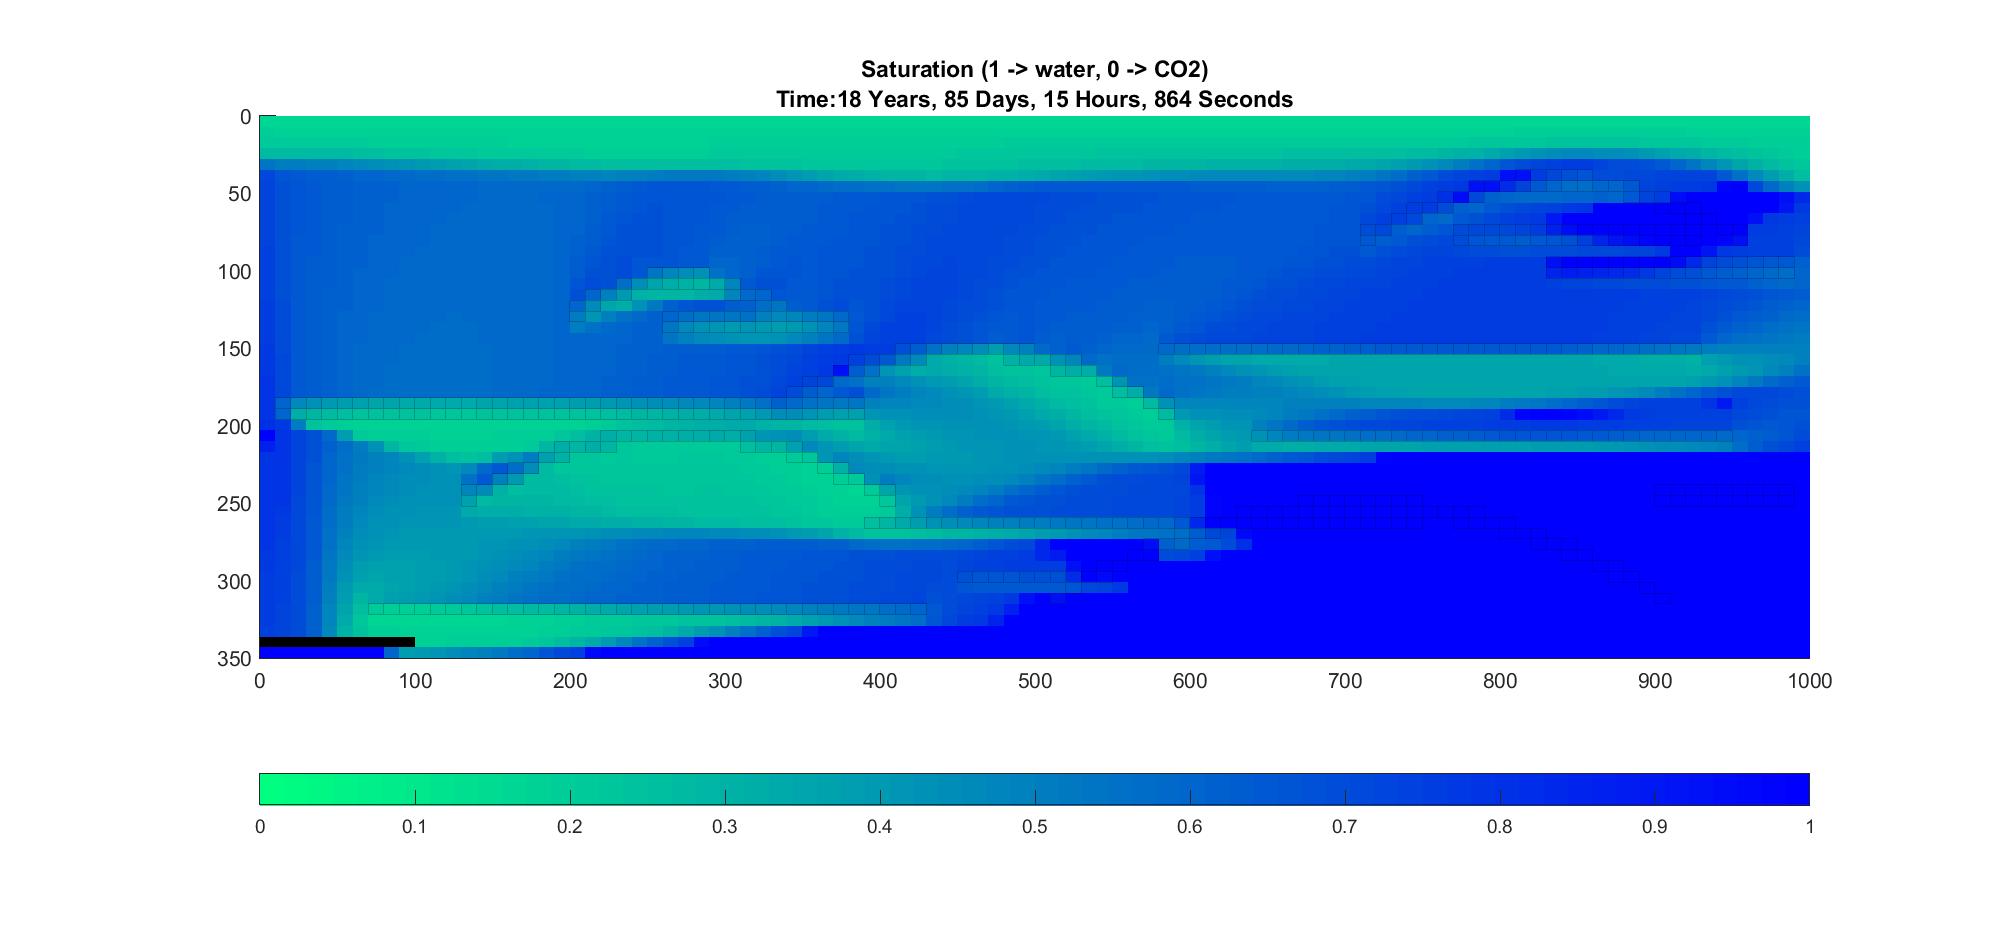 Saturation (1 -> water, 0 -> CO2)
Time:18 Years, 85 Days, 15 Hours, 864 Seconds
0
50
100
150
200
250
300
350
0 100 200 300 400 500 600 700 800 900 1000
0 0.1 0.2 0.3 0.4 0.5 0.6 0.7 0.8 0.9 1